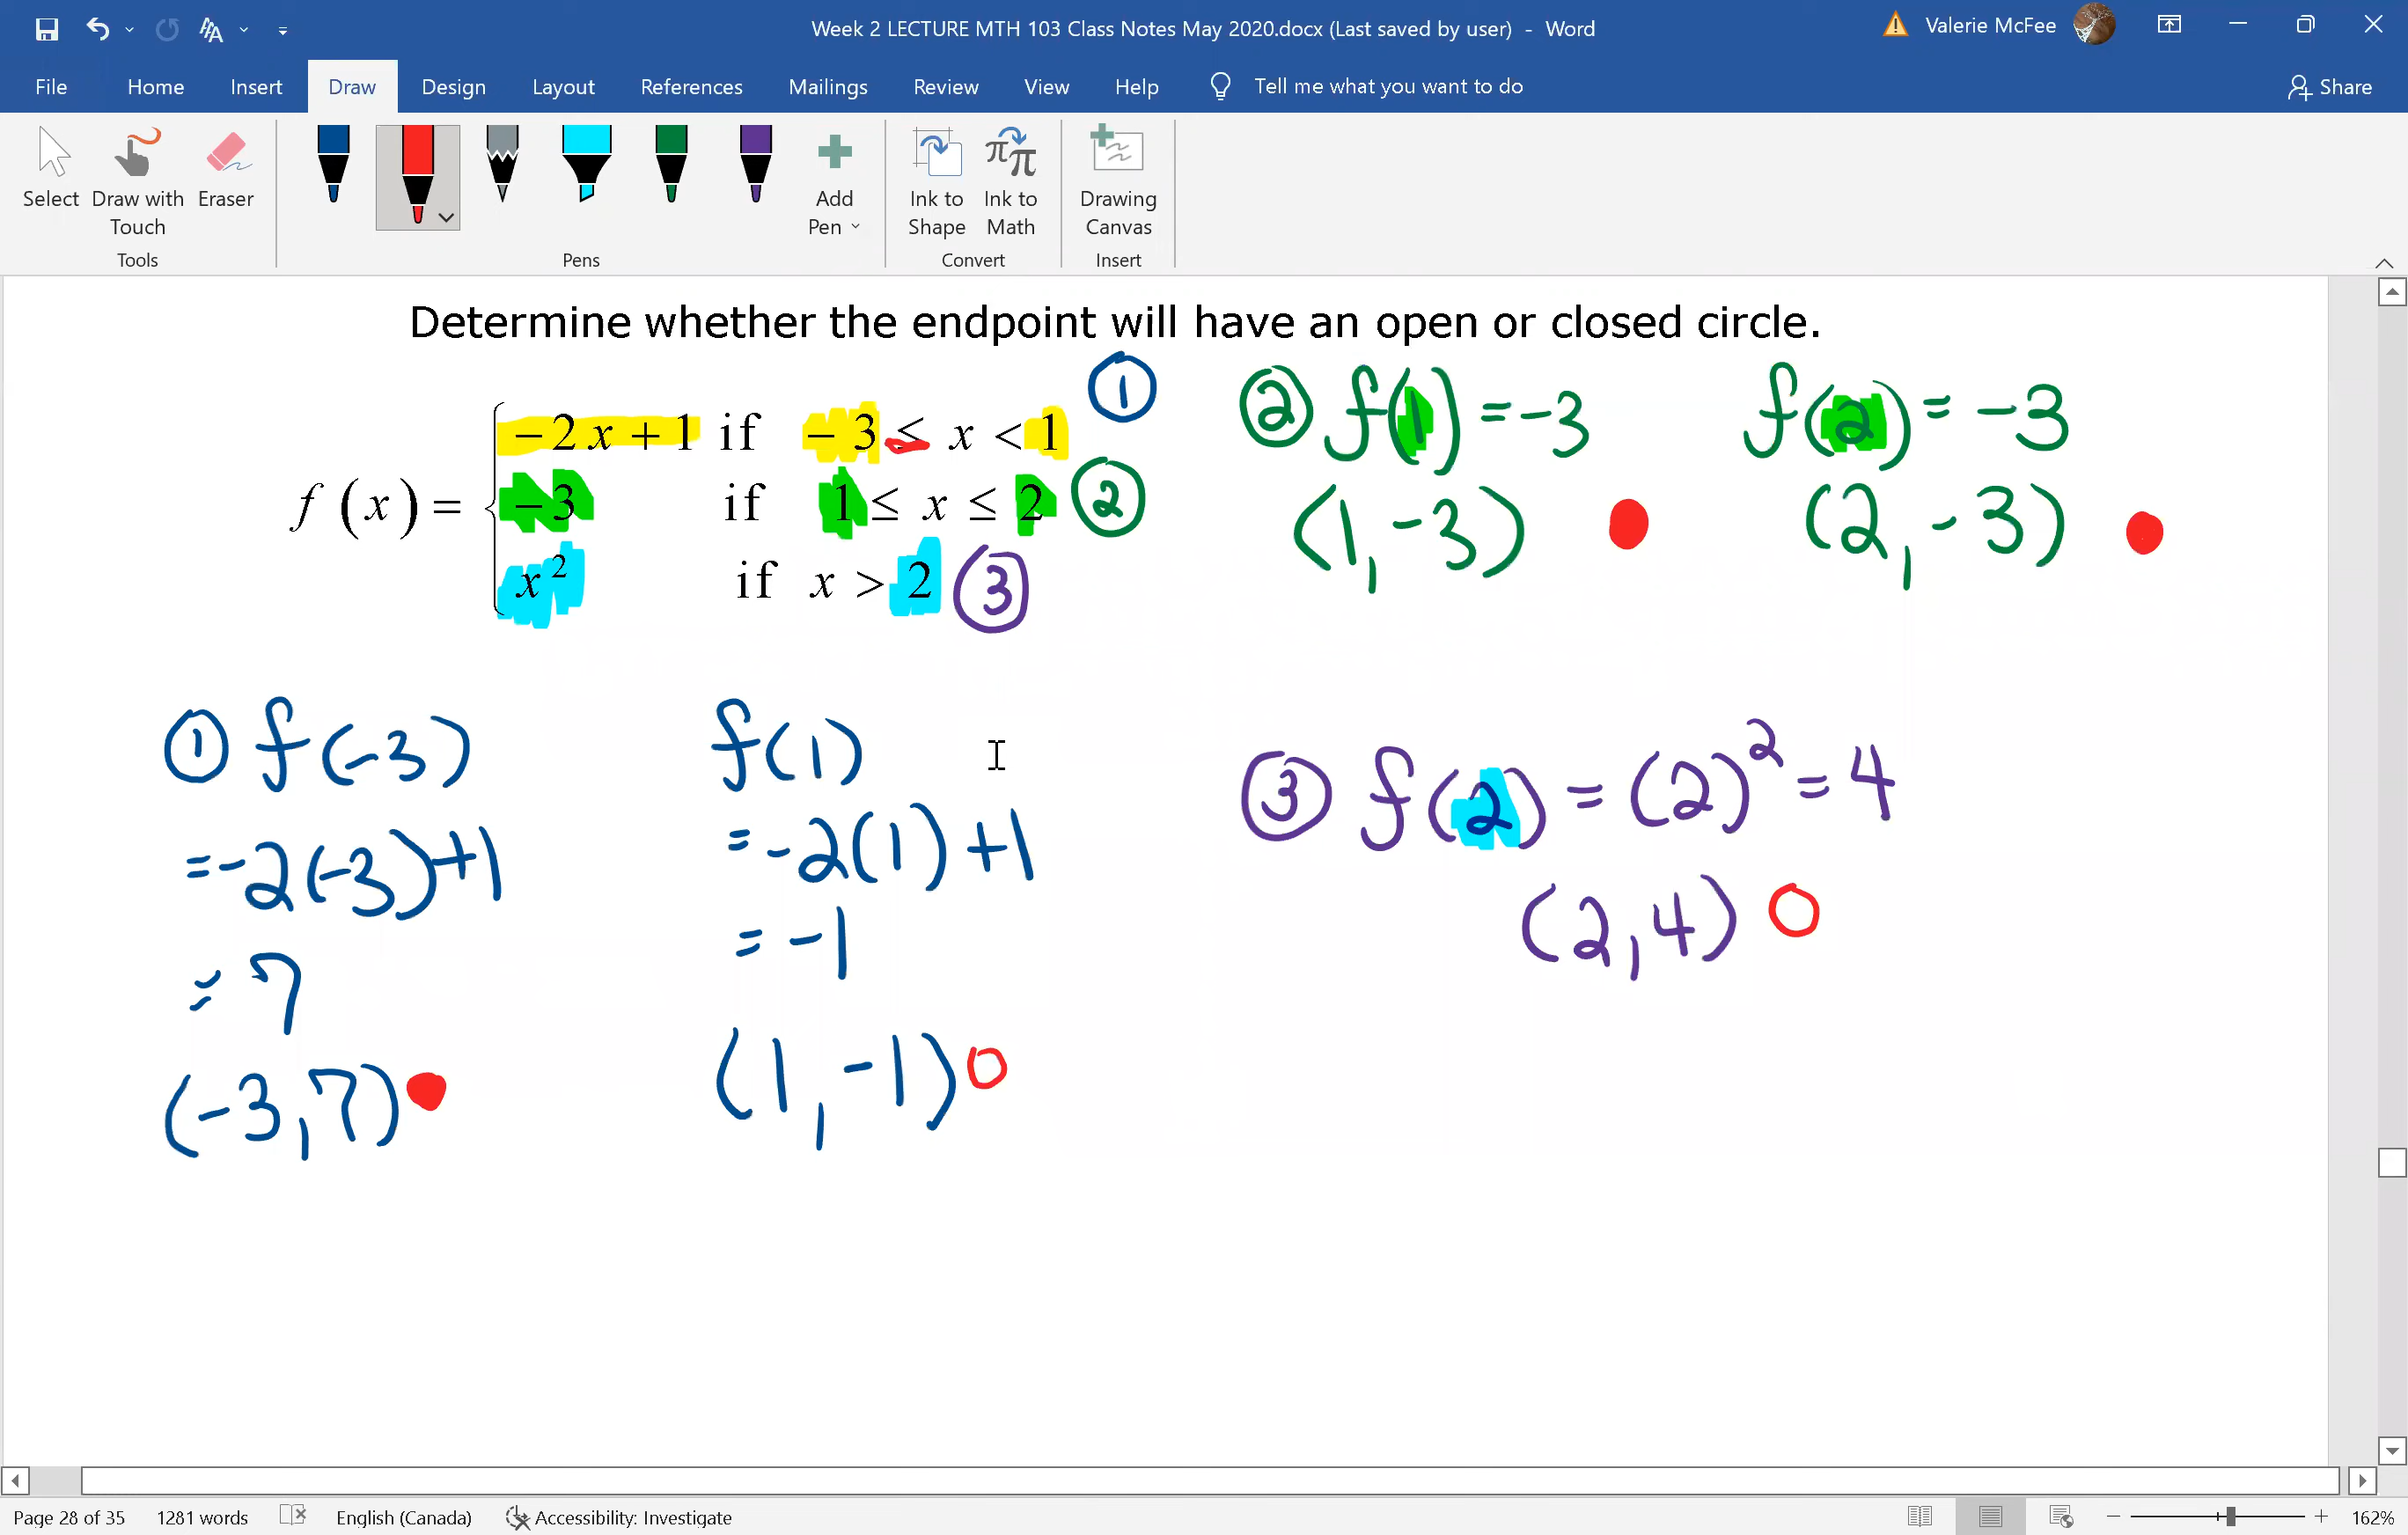 Week 2 LECTURE MTH 103 Class Notes May 2020.docx (Last saved by user) - Word
Valerie McFee
File Home Insert Draw Design Layout References Mailings Review View Help Tell me what you want to do Share
Select Draw with Touch Eraser Add Pen Ink to Shape Ink to Math Drawing Canvas
Tools Pens Convert Insert
Determine whether the endpoint will have an open or closed circle.
f(x) =
-2x + 1 if -3 ≤ x < 1 ①
-3 if 1 ≤ x ≤ 2 ②
x² if x > 2 ③
② f(1) = -3
(1, -3)
f(2) = -3
(2, -3)
① f(-3)
= -2(-3)+1
= 7
(-3, 7)
f(1)
= -2(1)+1
= -1
(1, -1)
③ f(2) = (2)² = 4
(2, 4)
Page 28 of 35 1281 words English (Canada) Accessibility: Investigate 162%